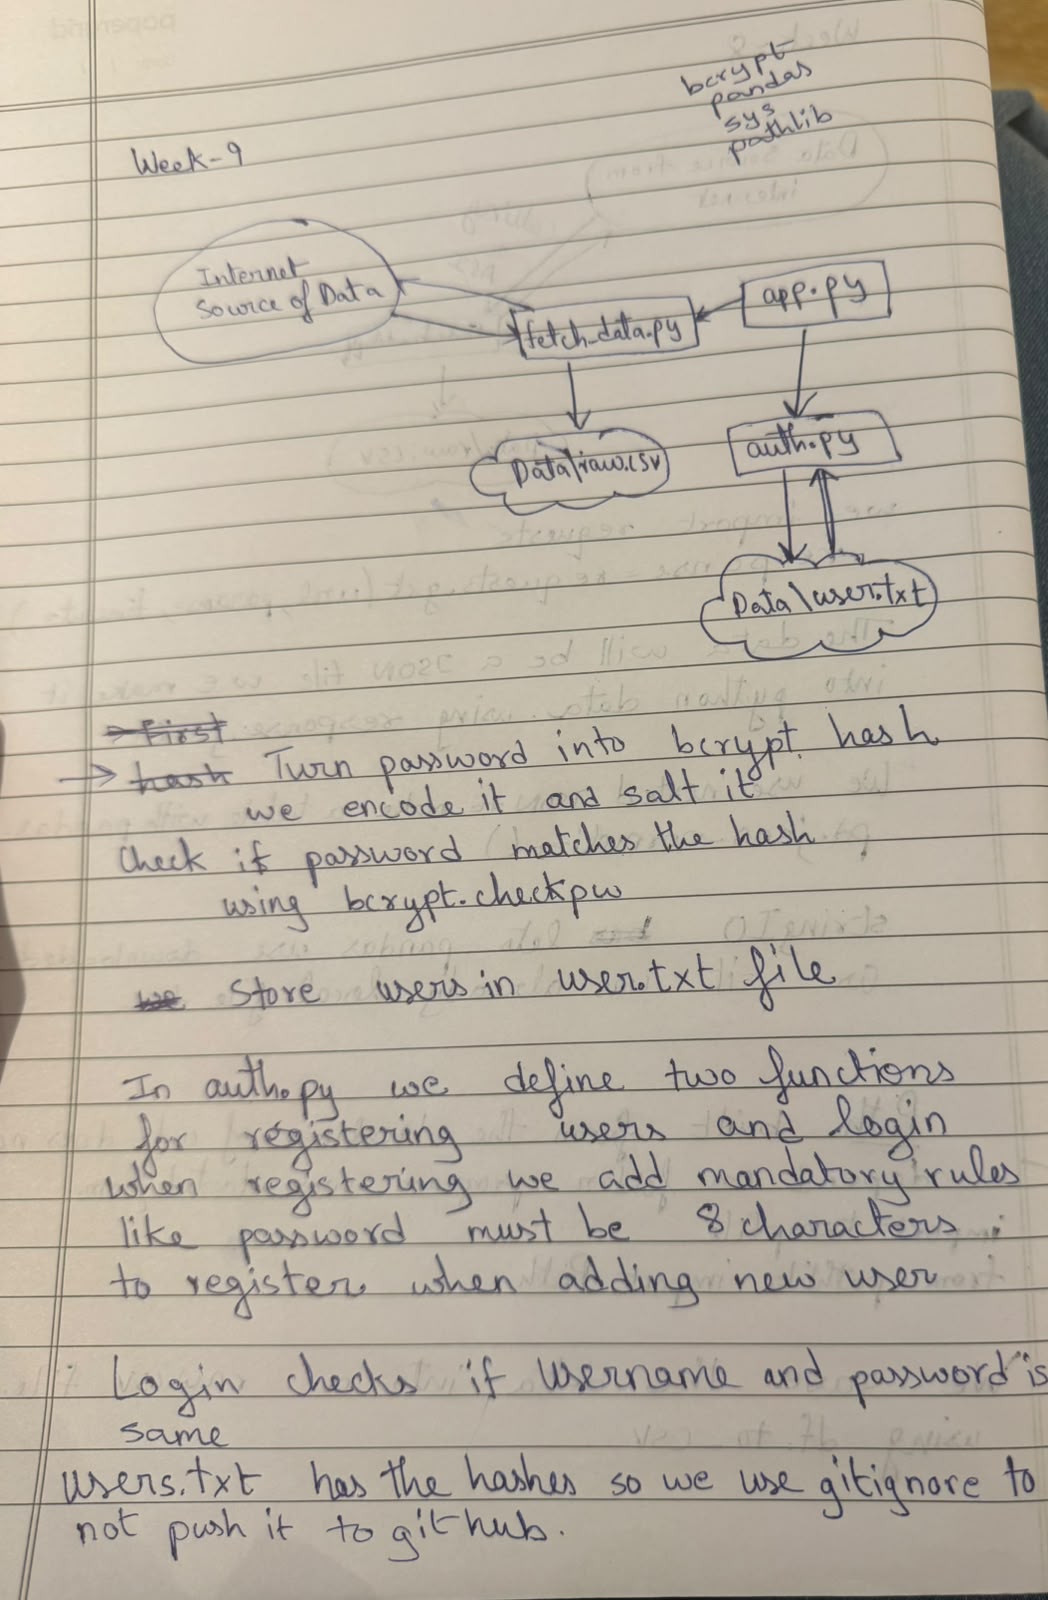 bcrypt
pandas
sys
pathlib
Week-9
Internet
Source of Data
app.py
fetch_data.py
auth.py
Data\raw.csv
Data\user.txt
→ First
→ hash Turn password into bcrypt hash
we encode it and salt it
Check if password matches the hash
using bcrypt.checkpw
we Store users in user.txt file
In auth.py we define two functions
for registering users and login
when registering we add mandatory rules
like password must be 8 characters
to register when adding new user
Login checks if Username and password is
same
users.txt has the hashes so we use gitignore to
not push it to github.